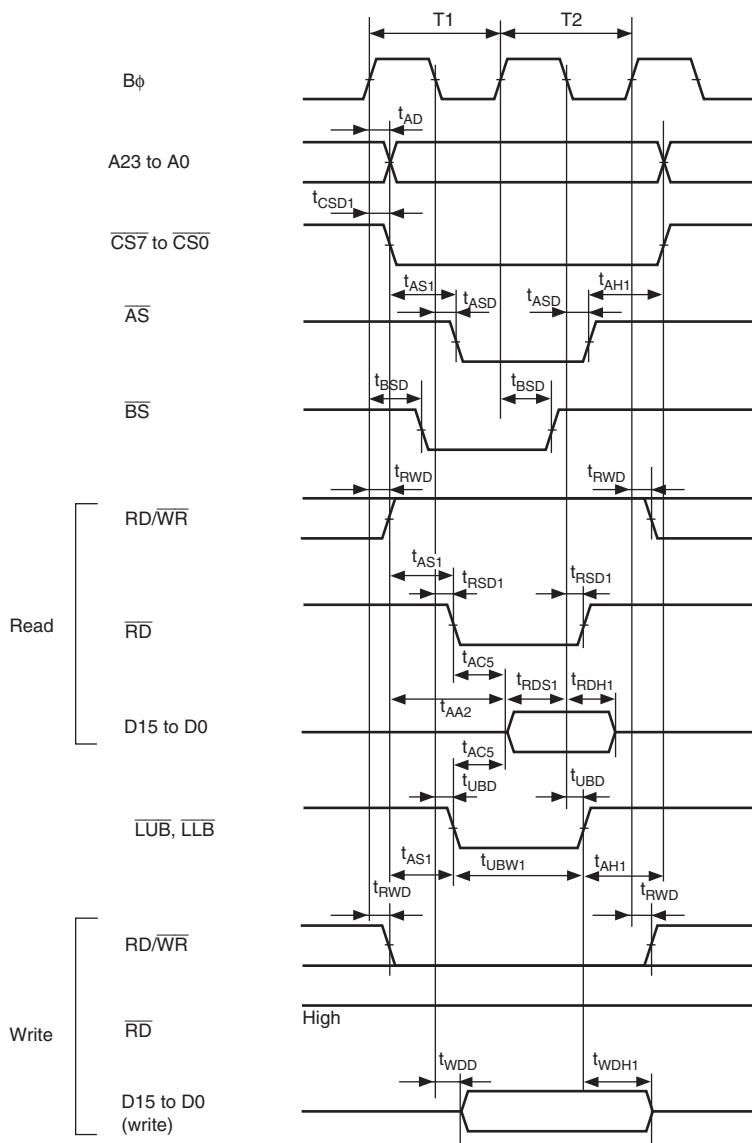 T1 T2
Bϕ
tAD
A23 to A0
tCSD1
CS7 to CS0
tAS1 tASD tASD tAH1
AS
tBSD tBSD
BS
tRWD tRWD
RD/WR
tAS1
tRSD1 tRSD1
Read
RD
tAC5
tRDS1 tRDH1
tAA2
D15 to D0
tAC5
tUBD tUBD
LUB, LLB
tAS1 tUBW1 tAH1
tRWD tRWD
RD/WR
High
Write
RD
tWDD tWDH1
D15 to D0
(write)